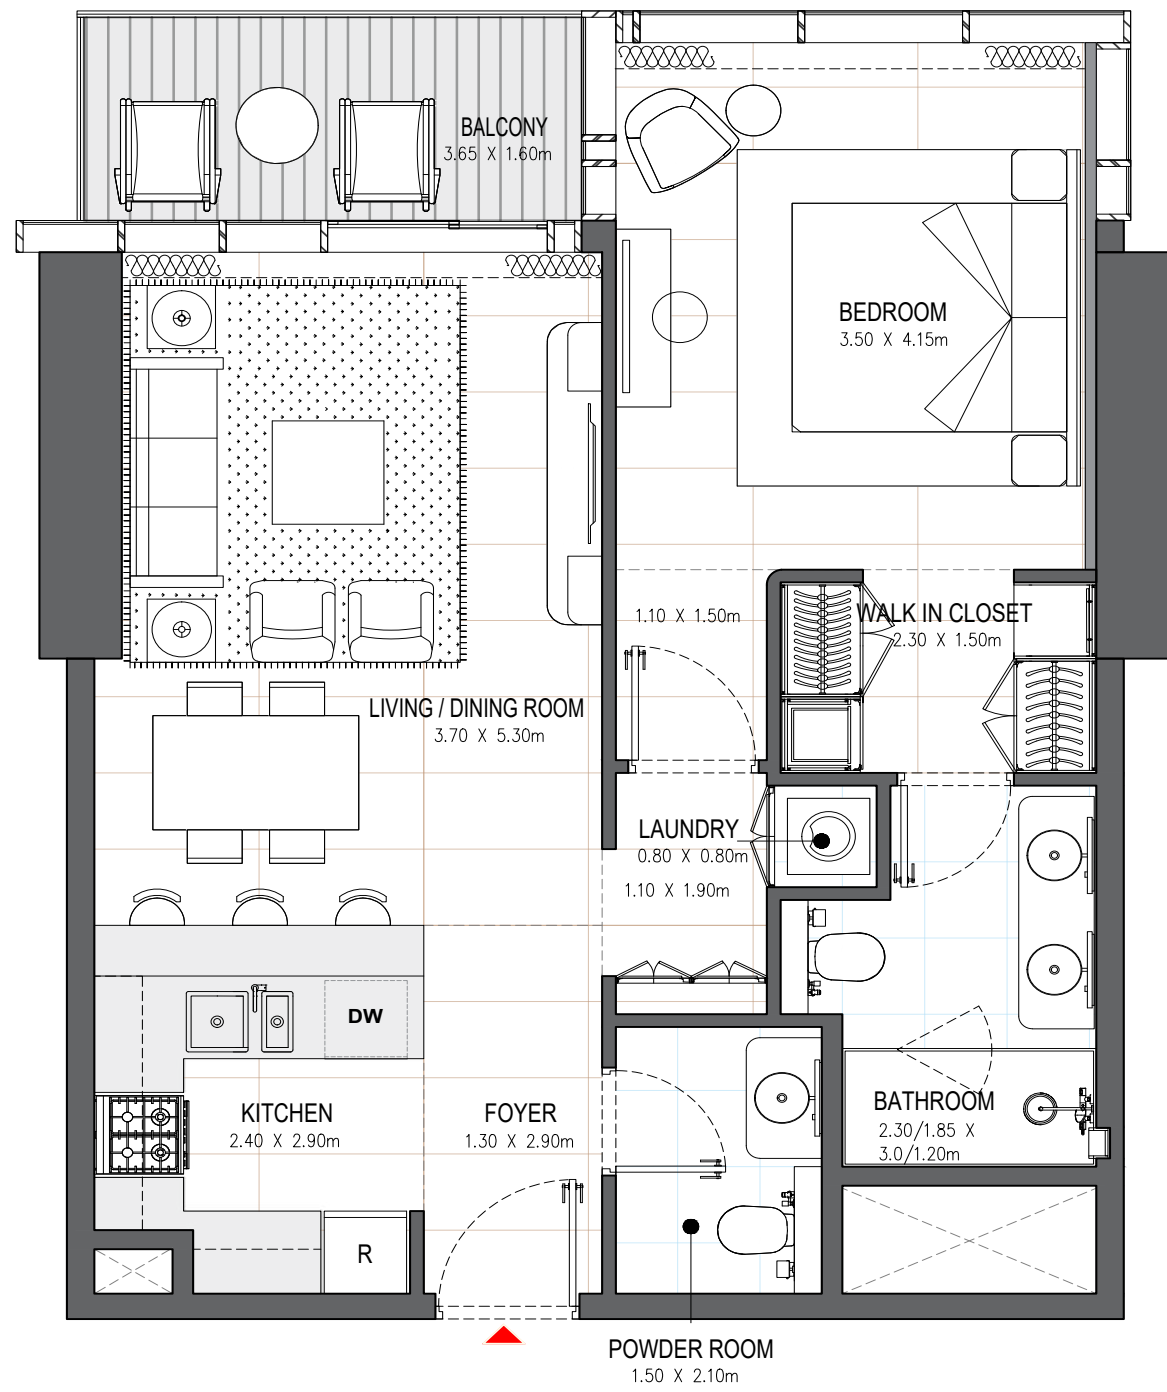 BALCONY
3.65 X 1.60m
BEDROOM
3.50 X 4.15m
1.10 X 1.50m
WALK IN CLOSET
2.30 X 1.50m
LIVING / DINING ROOM
3.70 X 5.30m
LAUNDRY
0.80 X 0.80m
1.10 X 1.90m
DW
KITCHEN
2.40 X 2.90m
FOYER
1.30 X 2.90m
BATHROOM
2.30/1.85 X
3.0/1.20m
R
POWDER ROOM
1.50 X 2.10m